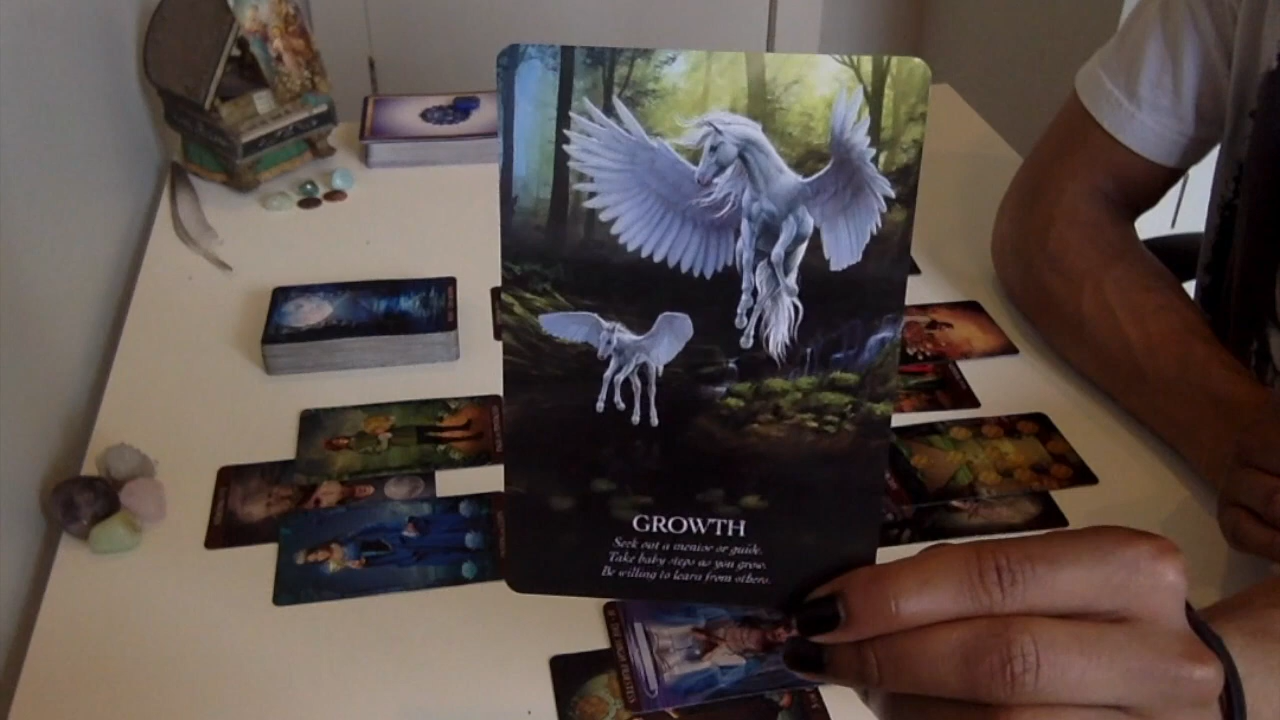 GROWTH
Seek out a mentor or guide.
Take baby steps as you grow.
Be willing to learn from others.